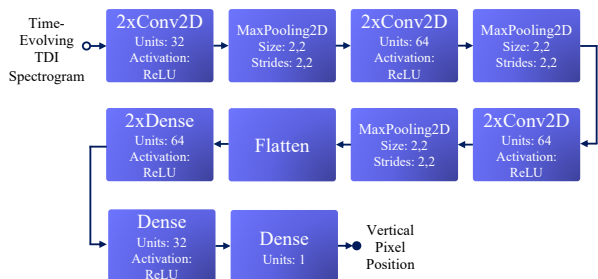 Time-
Evolving
TDI
Spectrogram
2xConv2D
Units: 32
Activation:
ReLU
MaxPooling2D
Size: 2,2
Strides: 2,2
2xConv2D
Units: 64
Activation:
ReLU
MaxPooling2D
Size: 2,2
Strides: 2,2
2xConv2D
Units: 64
Activation:
ReLU
MaxPooling2D
Size: 2,2
Strides: 2,2
Flatten
2xDense
Units: 64
Activation:
ReLU
Dense
Units: 32
Activation:
ReLU
Dense
Units: 1
Vertical
Pixel
Position